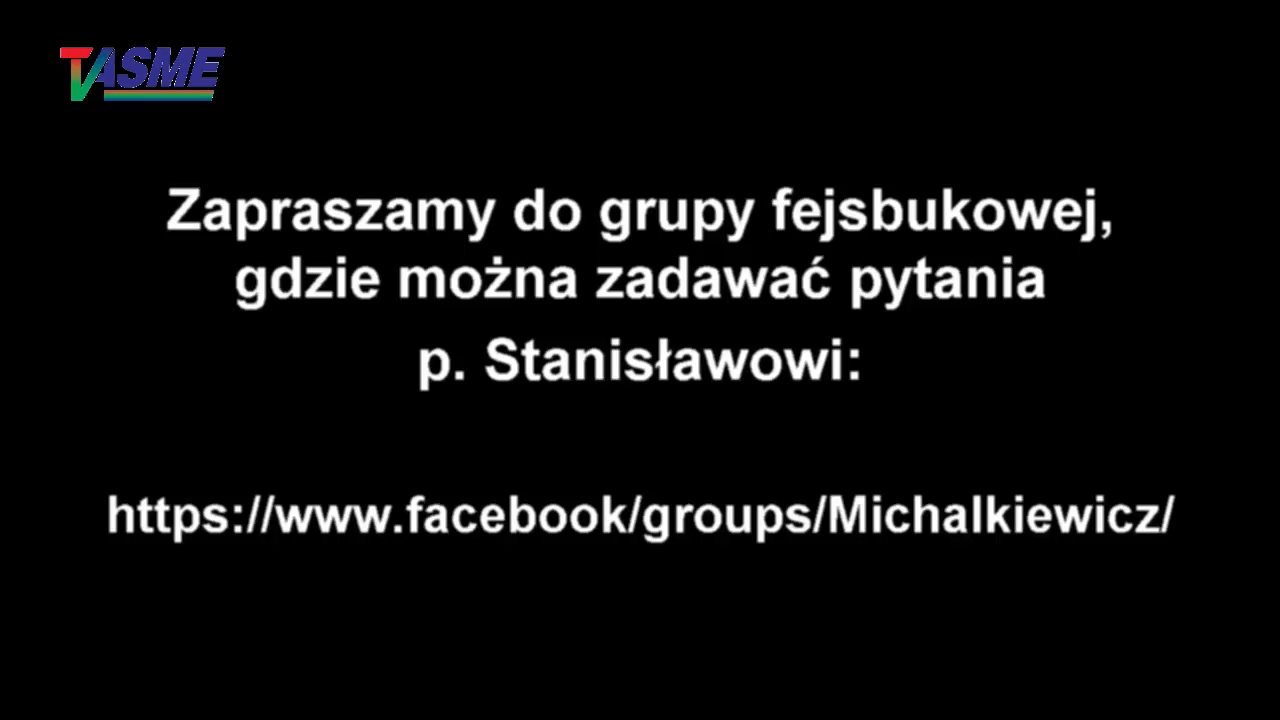 TASME
Zapraszamy do grupy fejsbukowej,
gdzie można zadawać pytania
p. Stanisławowi:
https://www.facebook/groups/Michalkiewicz/